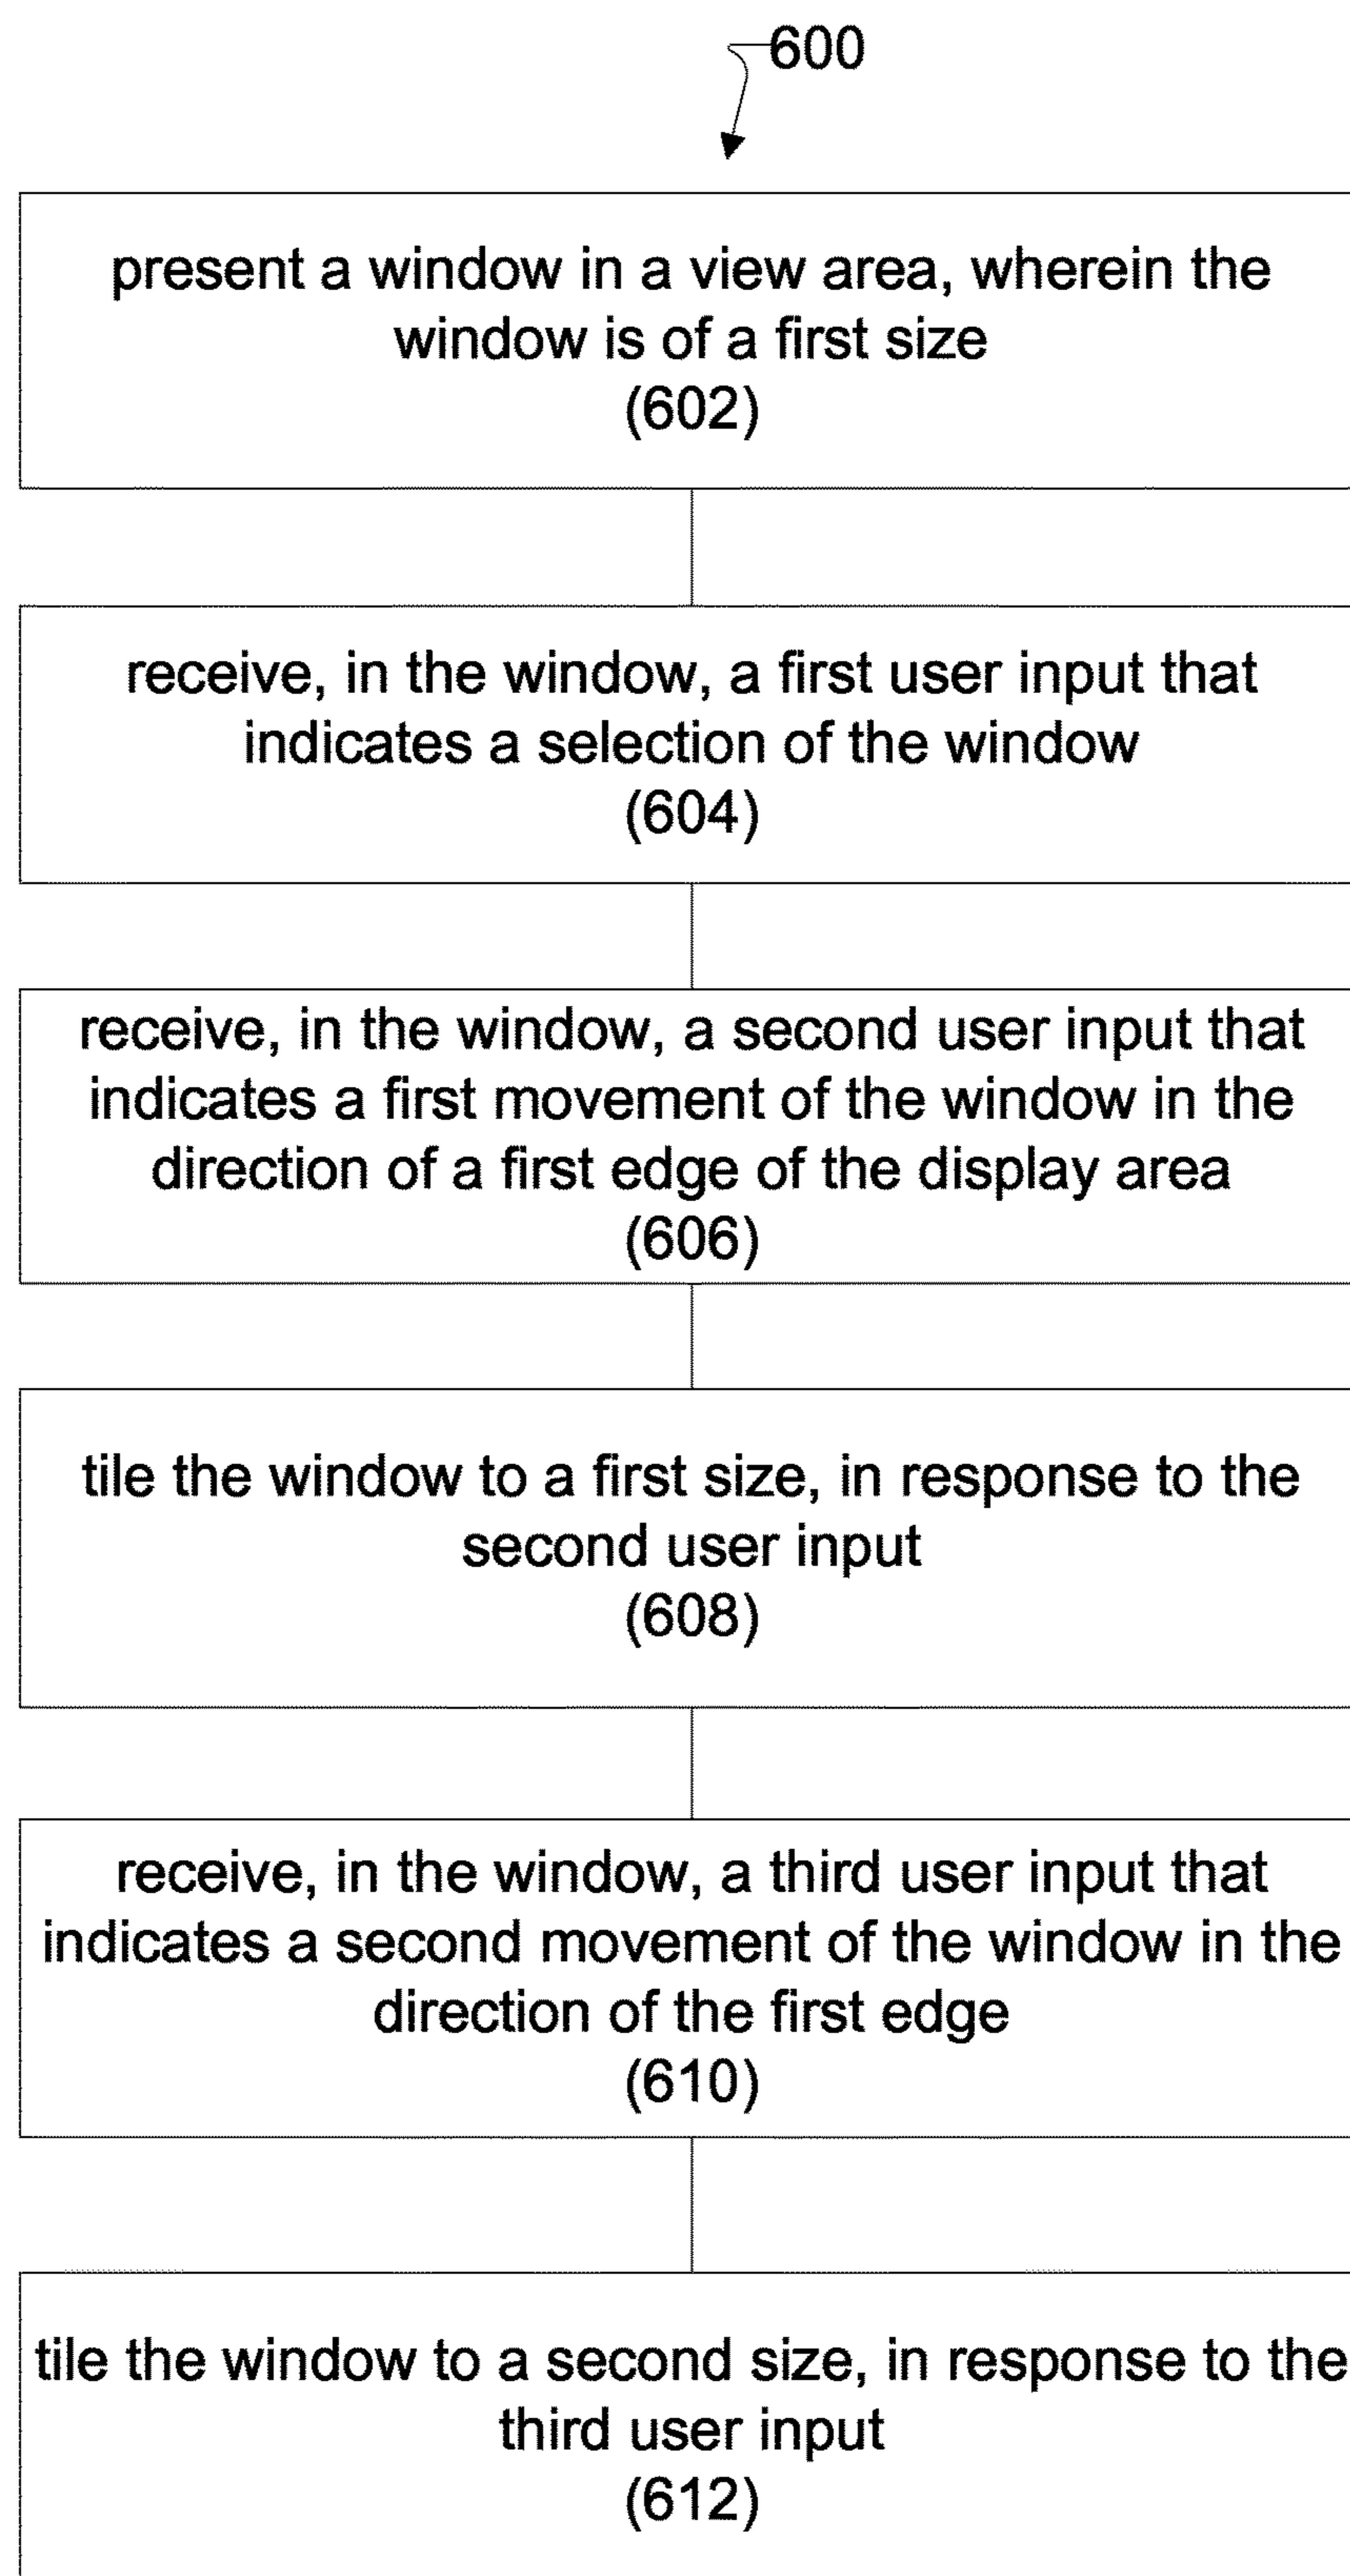 600
present a window in a view area, wherein the
window is of a first size
(602)
receive, in the window, a first user input that
indicates a selection of the window
(604)
receive, in the window, a second user input that
indicates a first movement of the window in the
direction of a first edge of the display area
(606)
tile the window to a first size, in response to the
second user input
(608)
receive, in the window, a third user input that
indicates a second movement of the window in the
direction of the first edge
(610)
tile the window to a second size, in response to the
third user input
(612)